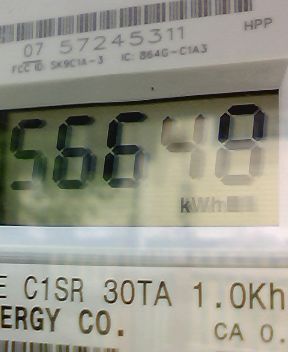 07 57245311
HPP
FCC ID: SK9C1A-3 IC: 864G-C1A3
56648
kWh
E C1SR 30TA 1.0Kh
ERGY CO.
CA 0.